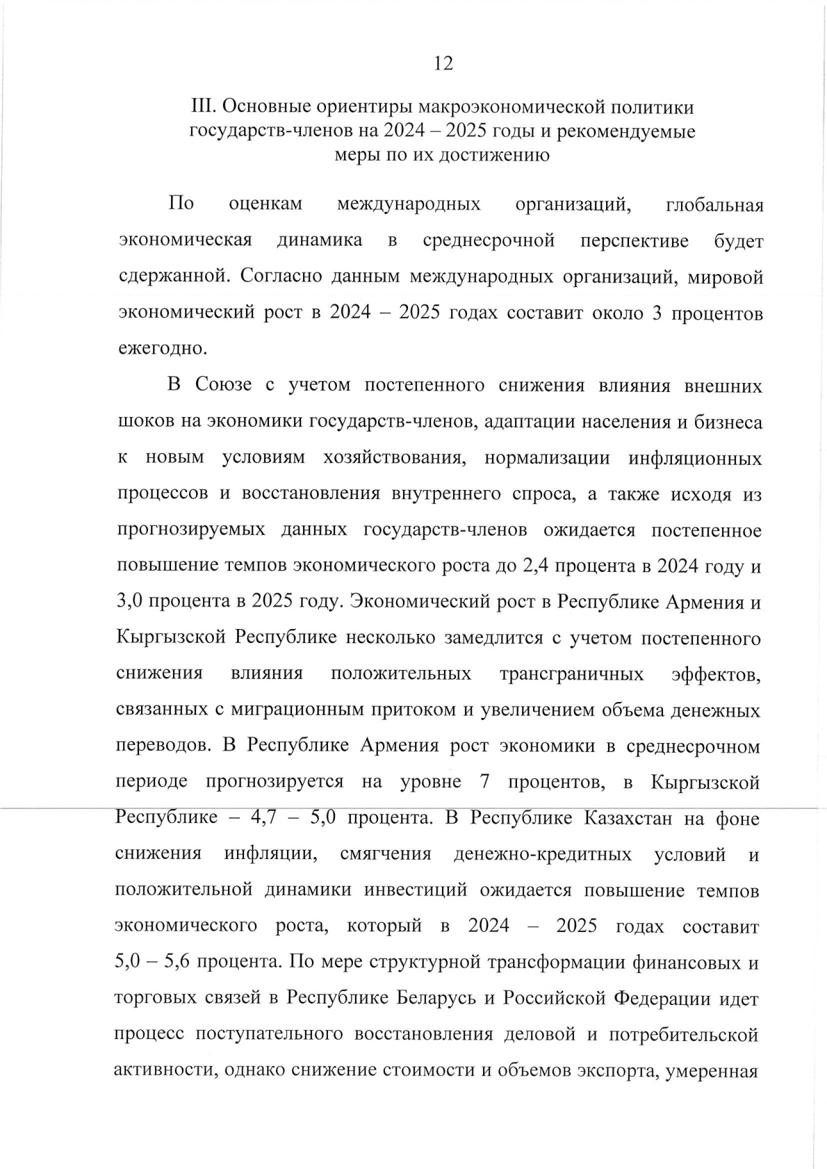 12
III. Основные ориентиры макроэкономической политики
государств-членов на 2024 – 2025 годы и рекомендуемые
меры по их достижению
По оценкам международных организаций, глобальная
экономическая динамика в среднесрочной перспективе будет
сдержанной. Согласно данным международных организаций, мировой
экономический рост в 2024 – 2025 годах составит около 3 процентов
ежегодно.
В Союзе с учетом постепенного снижения влияния внешних
шоков на экономики государств-членов, адаптации населения и бизнеса
к новым условиям хозяйствования, нормализации инфляционных
процессов и восстановления внутреннего спроса, а также исходя из
прогнозируемых данных государств-членов ожидается постепенное
повышение темпов экономического роста до 2,4 процента в 2024 году и
3,0 процента в 2025 году. Экономический рост в Республике Армения и
Кыргызской Республике несколько замедлится с учетом постепенного
снижения влияния положительных трансграничных эффектов,
связанных с миграционным притоком и увеличением объема денежных
переводов. В Республике Армения рост экономики в среднесрочном
периоде прогнозируется на уровне 7 процентов, в Кыргызской
Республике – 4,7 – 5,0 процента. В Республике Казахстан на фоне
снижения инфляции, смягчения денежно-кредитных условий и
положительной динамики инвестиций ожидается повышение темпов
экономического роста, который в 2024 – 2025 годах составит
5,0 – 5,6 процента. По мере структурной трансформации финансовых и
торговых связей в Республике Беларусь и Российской Федерации идет
процесс поступательного восстановления деловой и потребительской
активности, однако снижение стоимости и объемов экспорта, умеренная